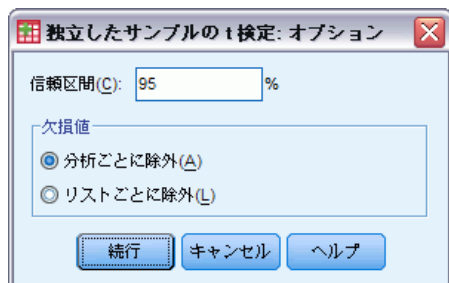 独立したサンプルの t 検定: オプション
信頼区間(C): 95 %
欠損値
分析ごとに除外(A)
リストごとに除外(L)
続行 キャンセル ヘルプ